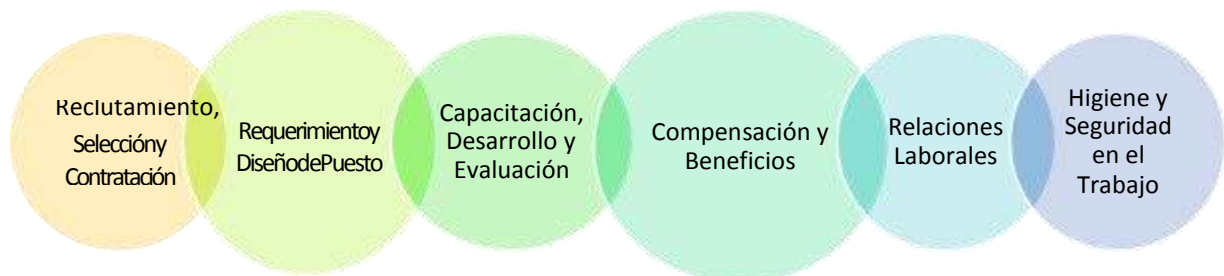 Reclutamiento,
Seleccióny
Contratación
Requerimientoy
DiseñodePuesto
Capacitación,
Desarrollo y
Evaluación
Compensación y
Beneficios
Relaciones
Laborales
Higiene y
Seguridad
en el
Trabajo